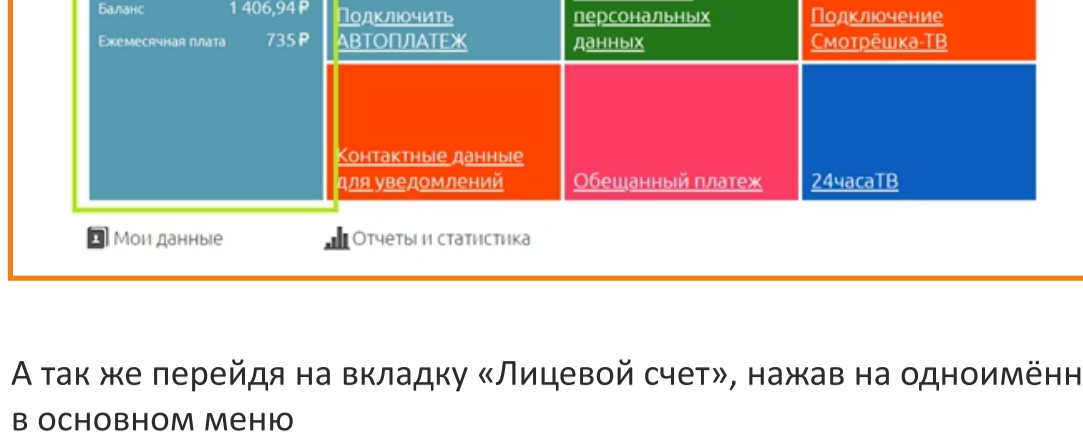 Баланс 1 406,94 ₽
Ежемесячная плата 735 ₽
Подключить
АВТОПЛАТЕЖ
персональных
данных
Подключение
Смотрёшка-ТВ
Контактные данные
для уведомлений
Обещанный платеж
24часаТВ
Мои данные
Отчеты и статистика
А так же перейдя на вкладку «Лицевой счет», нажав на одноимённ
в основном меню